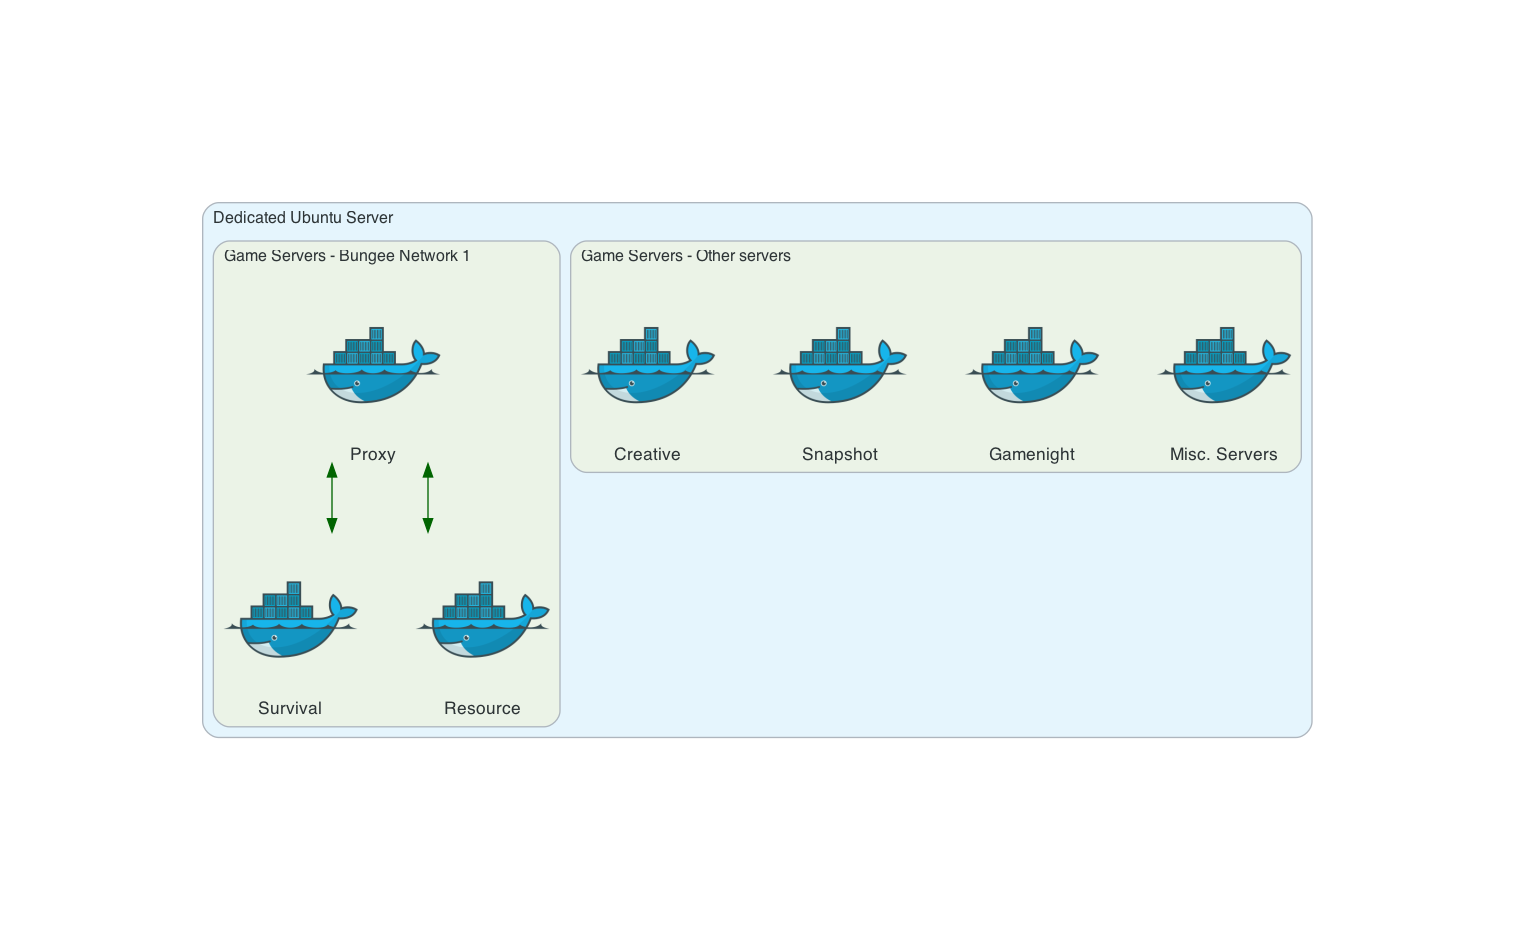 Dedicated Ubuntu Server
Game Servers - Bungee Network 1
Game Servers - Other servers
Proxy
Creative
Snapshot
Gamenight
Misc. Servers
Survival
Resource